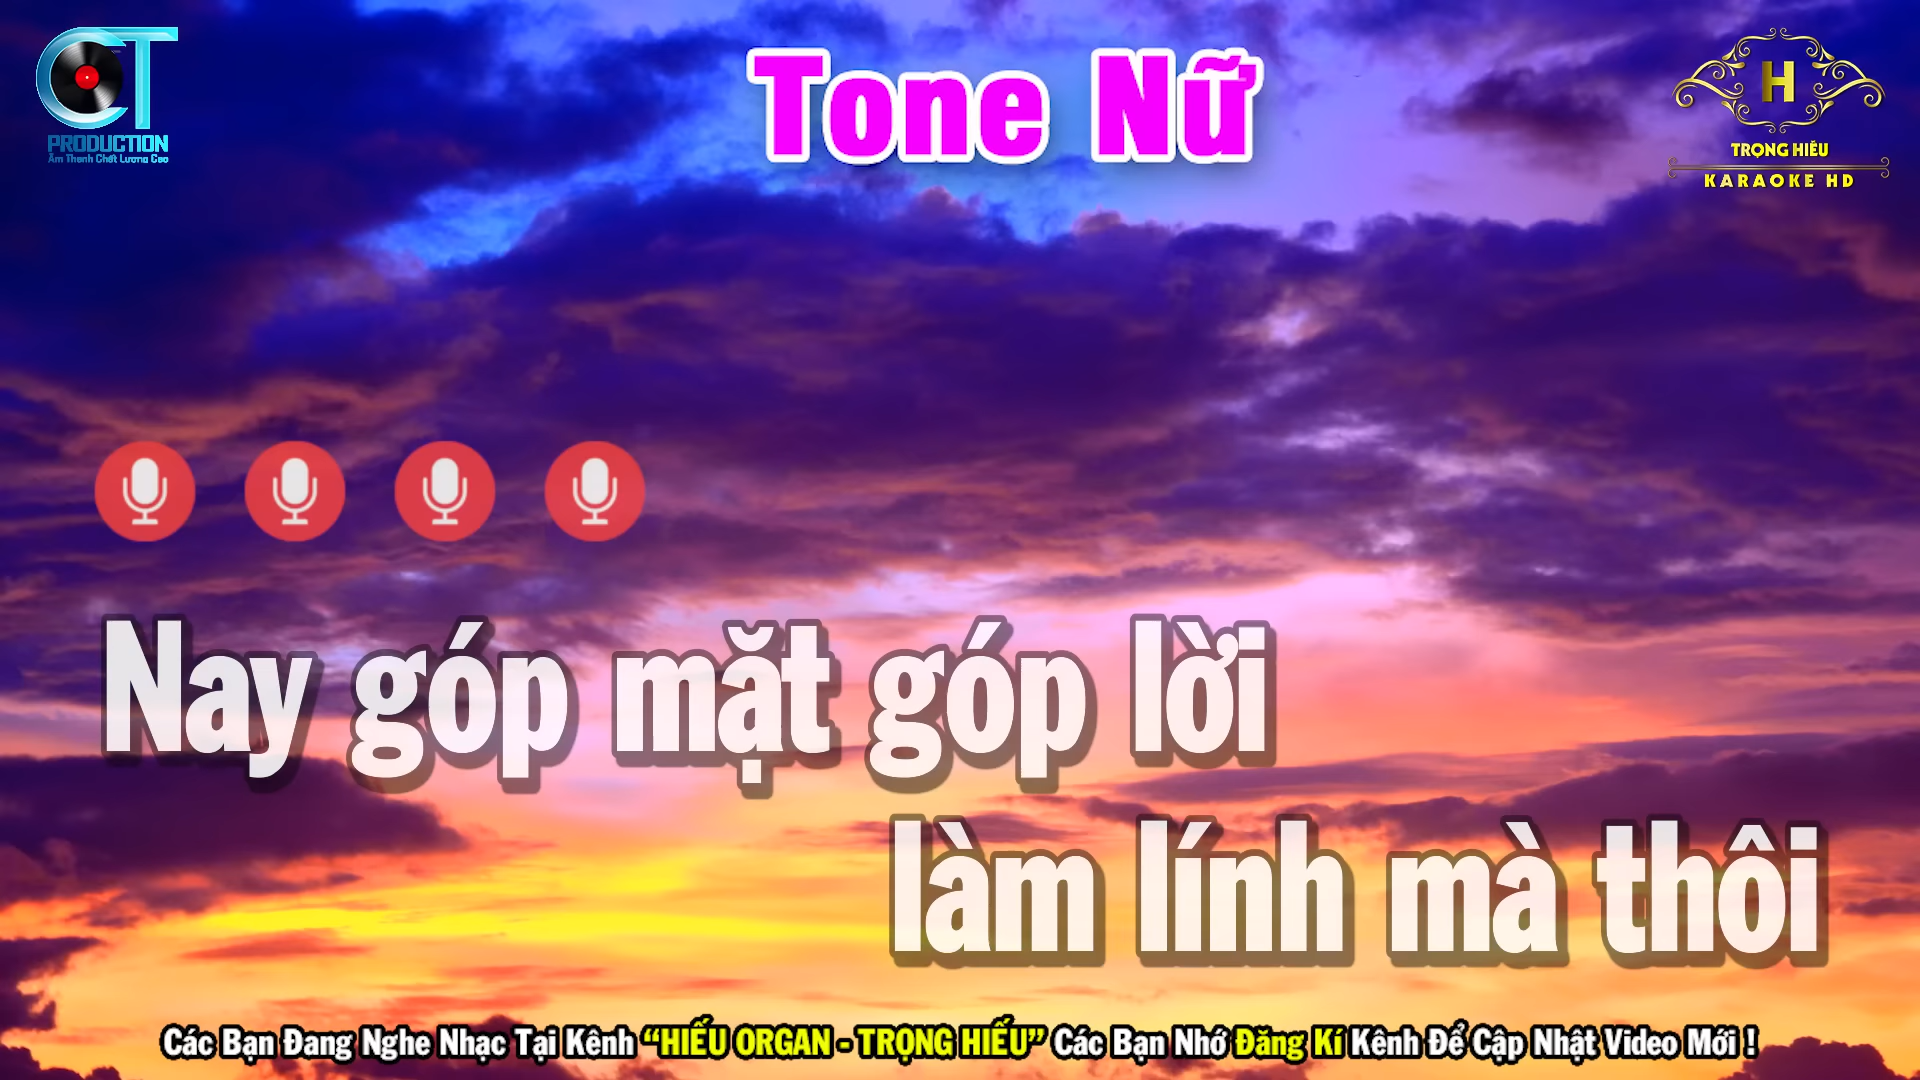 CT
PRODUCTION
Âm Thanh Chất Lượng Cao
Tone Nữ
H
TRỌNG HIẾU
KARAOKE HD
Nay góp mặt góp lời
làm lính mà thôi
Các Bạn Đang Nghe Nhạc Tại Kênh “HIẾU ORGAN - TRỌNG HIẾU” Các Bạn Nhớ Đăng Kí Kênh Để Cập Nhật Video Mới !